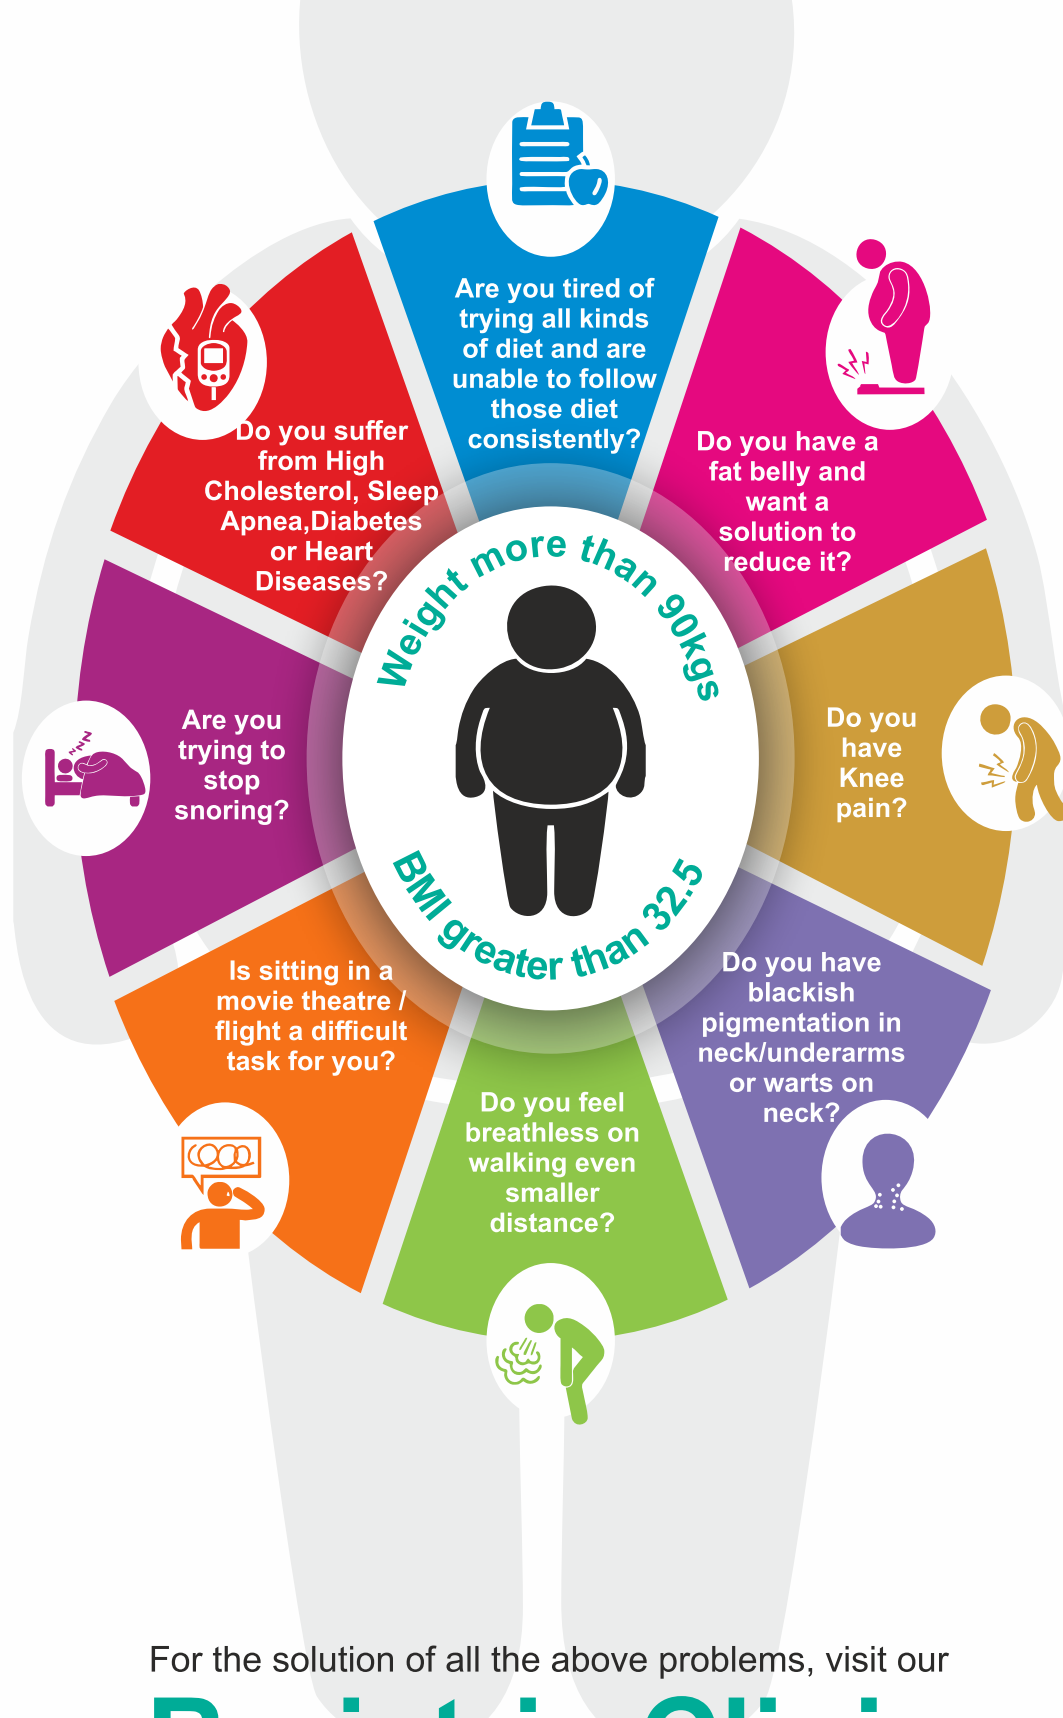 Are you tired of
trying all kinds
of diet and are
unable to follow
those diet
consistently?
Do you have a
fat belly and
want a
solution to
reduce it?
Do you suffer
from High
Cholesterol, Sleep
Apnea,Diabetes
or Heart
Diseases?
Weight more than 90kgs
BMI greater than 32.5
Do you
have
Knee
pain?
Are you
trying to
stop
snoring?
Do you have
blackish
pigmentation in
neck/underarms
or warts on
neck?
Is sitting in a
movie theatre /
flight a difficult
task for you?
Do you feel
breathless on
walking even
smaller
distance?
For the solution of all the above problems, visit our